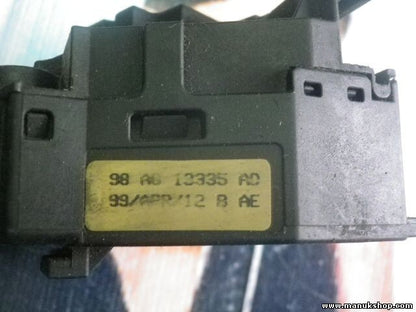 98 AG 13335 AD
99/APR/12 B AE
www.manukshop.com